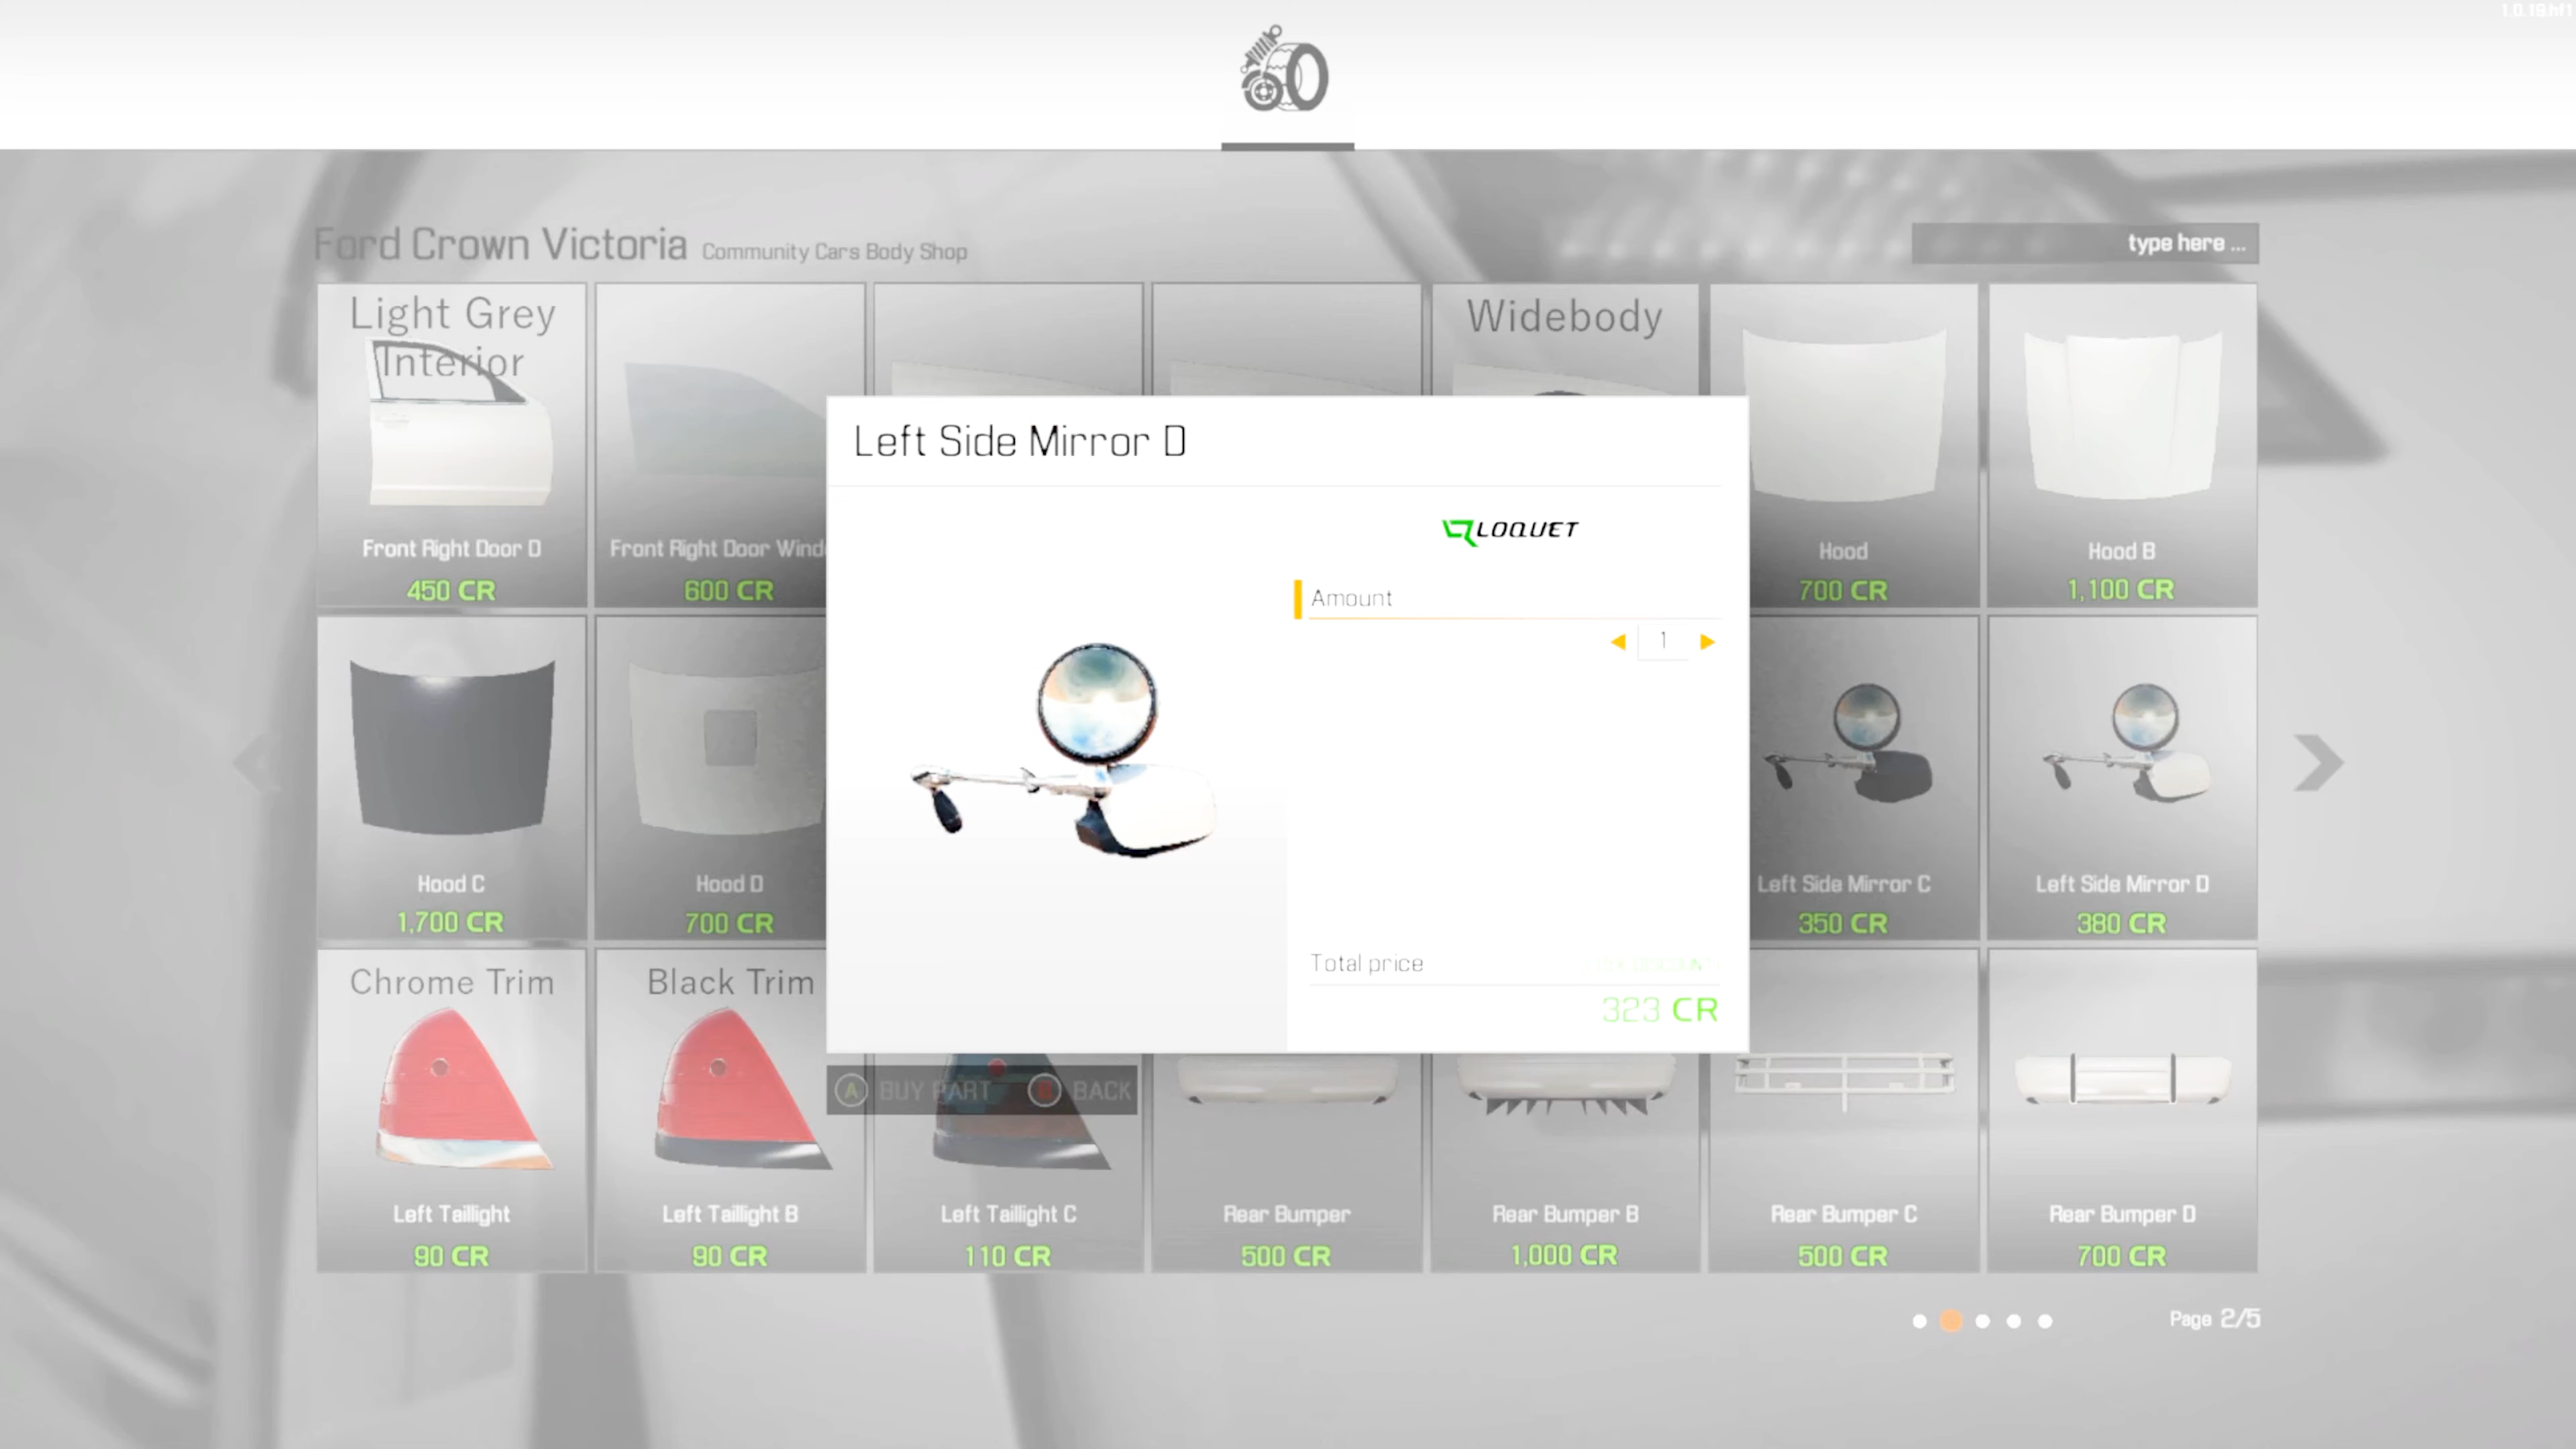 1.0.19.hf1
Ford Crown Victoria Community Cars Body Shop
type here ...
Light Grey
Interior
Widebody
Front Right Door D
450 CR
Front Right Door Wind
600 CR
Hood
700 CR
Hood B
1,100 CR
Left Side Mirror D
LOQUET
Amount
1
Total price
323 CR
A BUY PART B BACK
Hood C
1,700 CR
Hood D
700 CR
Left Side Mirror C
350 CR
Left Side Mirror D
380 CR
Chrome Trim
Black Trim
Left Taillight
90 CR
Left Taillight B
90 CR
Left Taillight C
110 CR
Rear Bumper
500 CR
Rear Bumper B
1,000 CR
Rear Bumper C
500 CR
Rear Bumper D
700 CR
Page 2/5